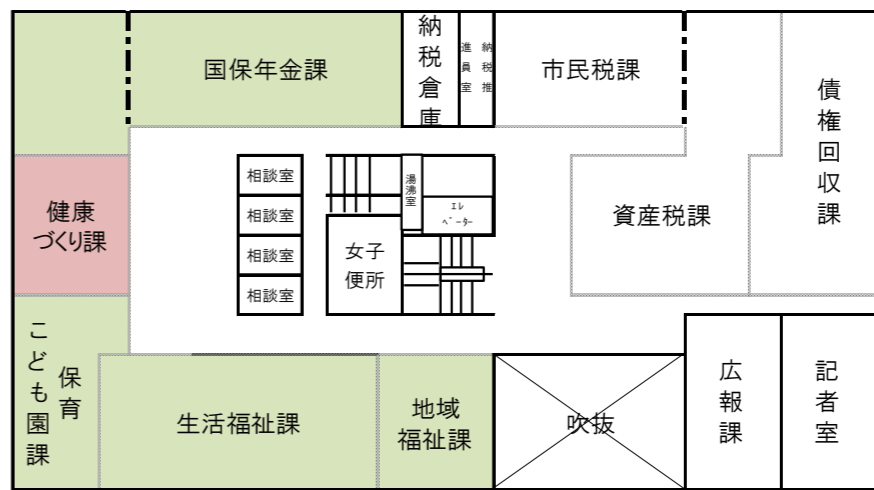 国保年金課
納税倉庫
納税推
進員室
市民税課
債権回収課
健康
づくり課
相談室
相談室
相談室
相談室
湯沸室
ｴﾚ
ﾍﾞｰﾀｰ
女子
便所
資産税課
保育
こども園課
生活福祉課
地域
福祉課
吹抜
広報課
記者室